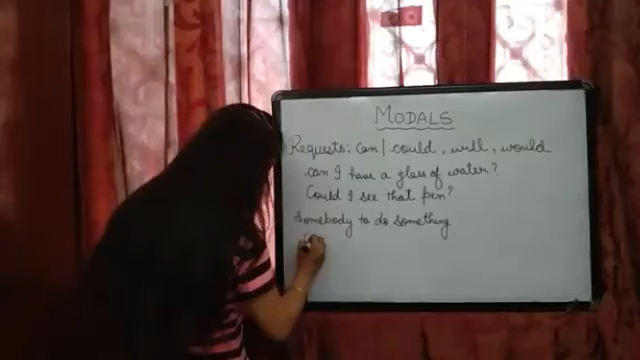 MODALS
Requests: Can/could, will, would
Can I have a glass of water?
Could I see that pen?
Somebody to do something